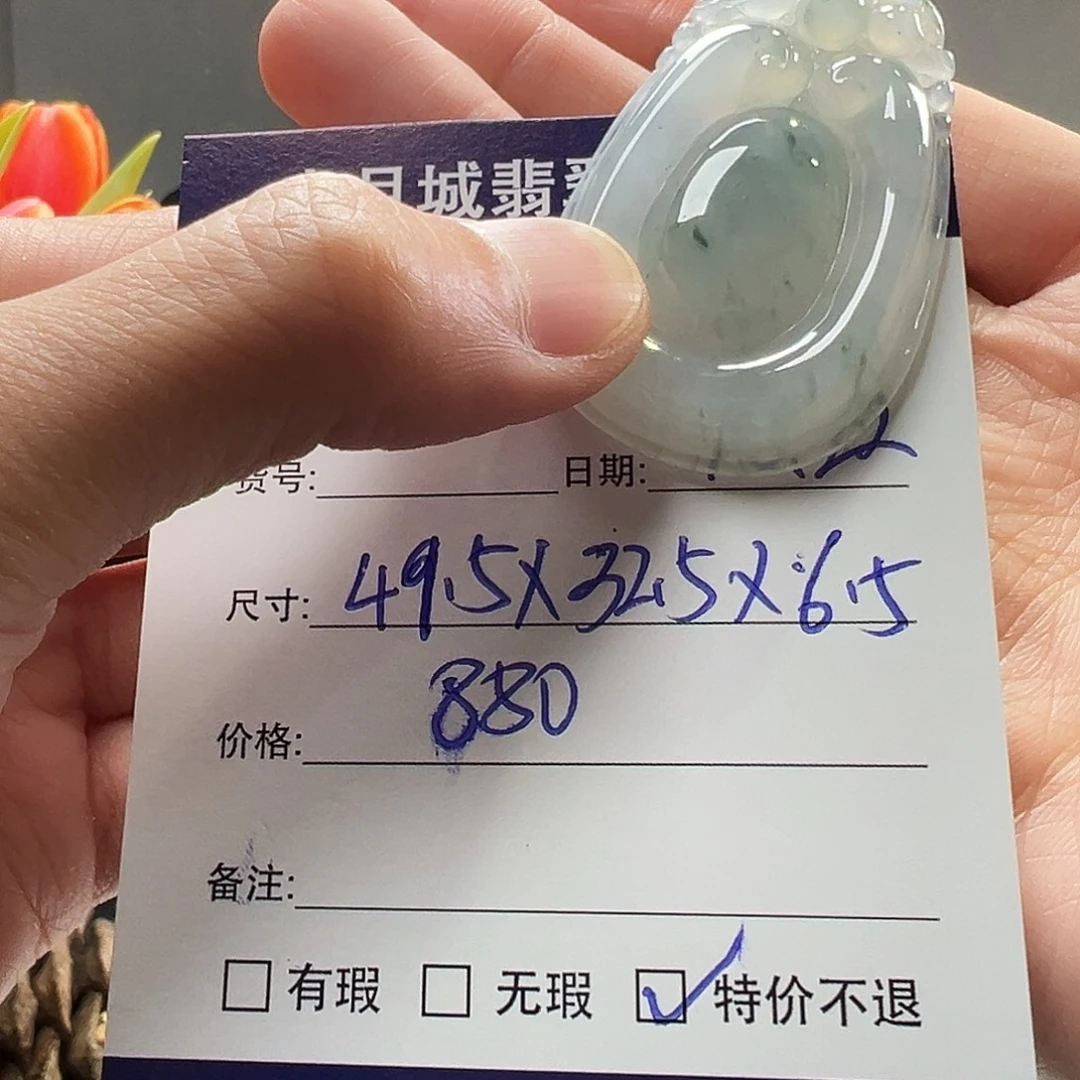 城翡
货号: 日期:
尺寸: 49.5X32.5X6.5
价格: 880
备注:
有瑕 无瑕 特价不退